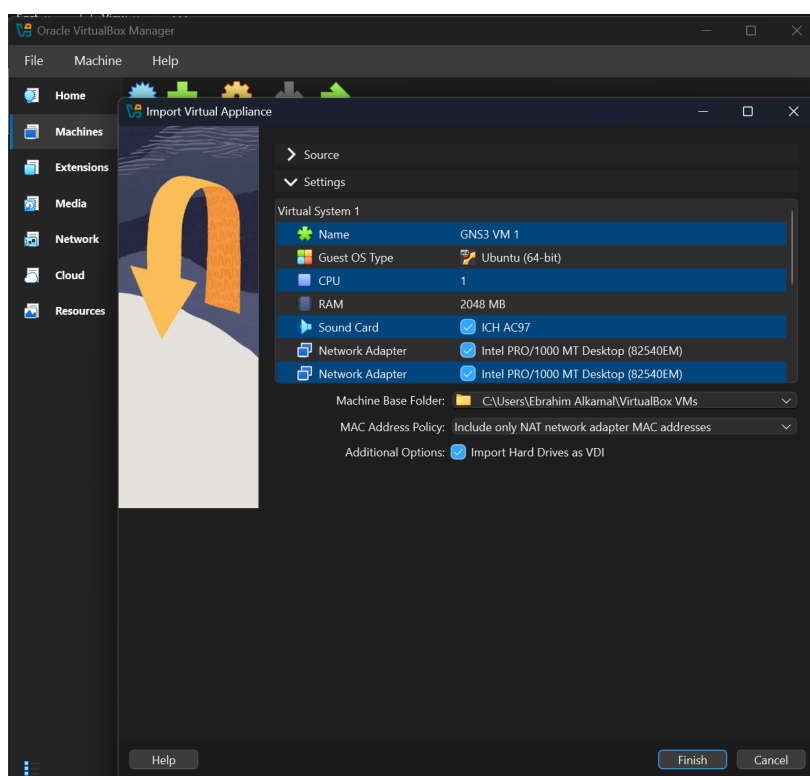 Oracle VirtualBox Manager
File Machine Help
Home
Import Virtual Appliance
Machines
Extensions
Media
Network
Cloud
Resources
Source
Settings
Virtual System 1
Name GNS3 VM 1
Guest OS Type Ubuntu (64-bit)
CPU 1
RAM 2048 MB
Sound Card ICH AC97
Network Adapter Intel PRO/1000 MT Desktop (82540EM)
Network Adapter Intel PRO/1000 MT Desktop (82540EM)
Machine Base Folder: C:\Users\Ebrahim Alkamal\VirtualBox VMs
MAC Address Policy: Include only NAT network adapter MAC addresses
Additional Options: Import Hard Drives as VDI
Help Finish Cancel